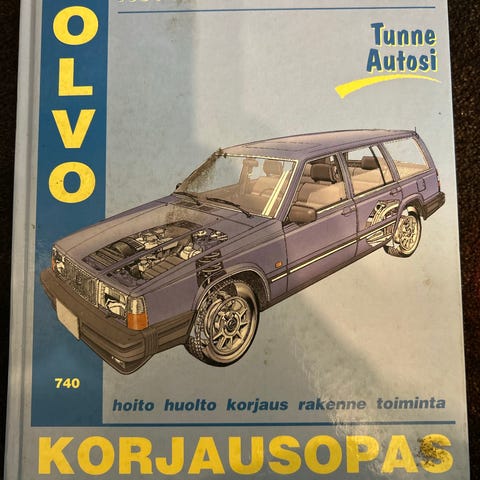 OLVO
Tunne
Autosi
740
hoito huolto korjaus rakenne toiminta
KORJAUSOPAS